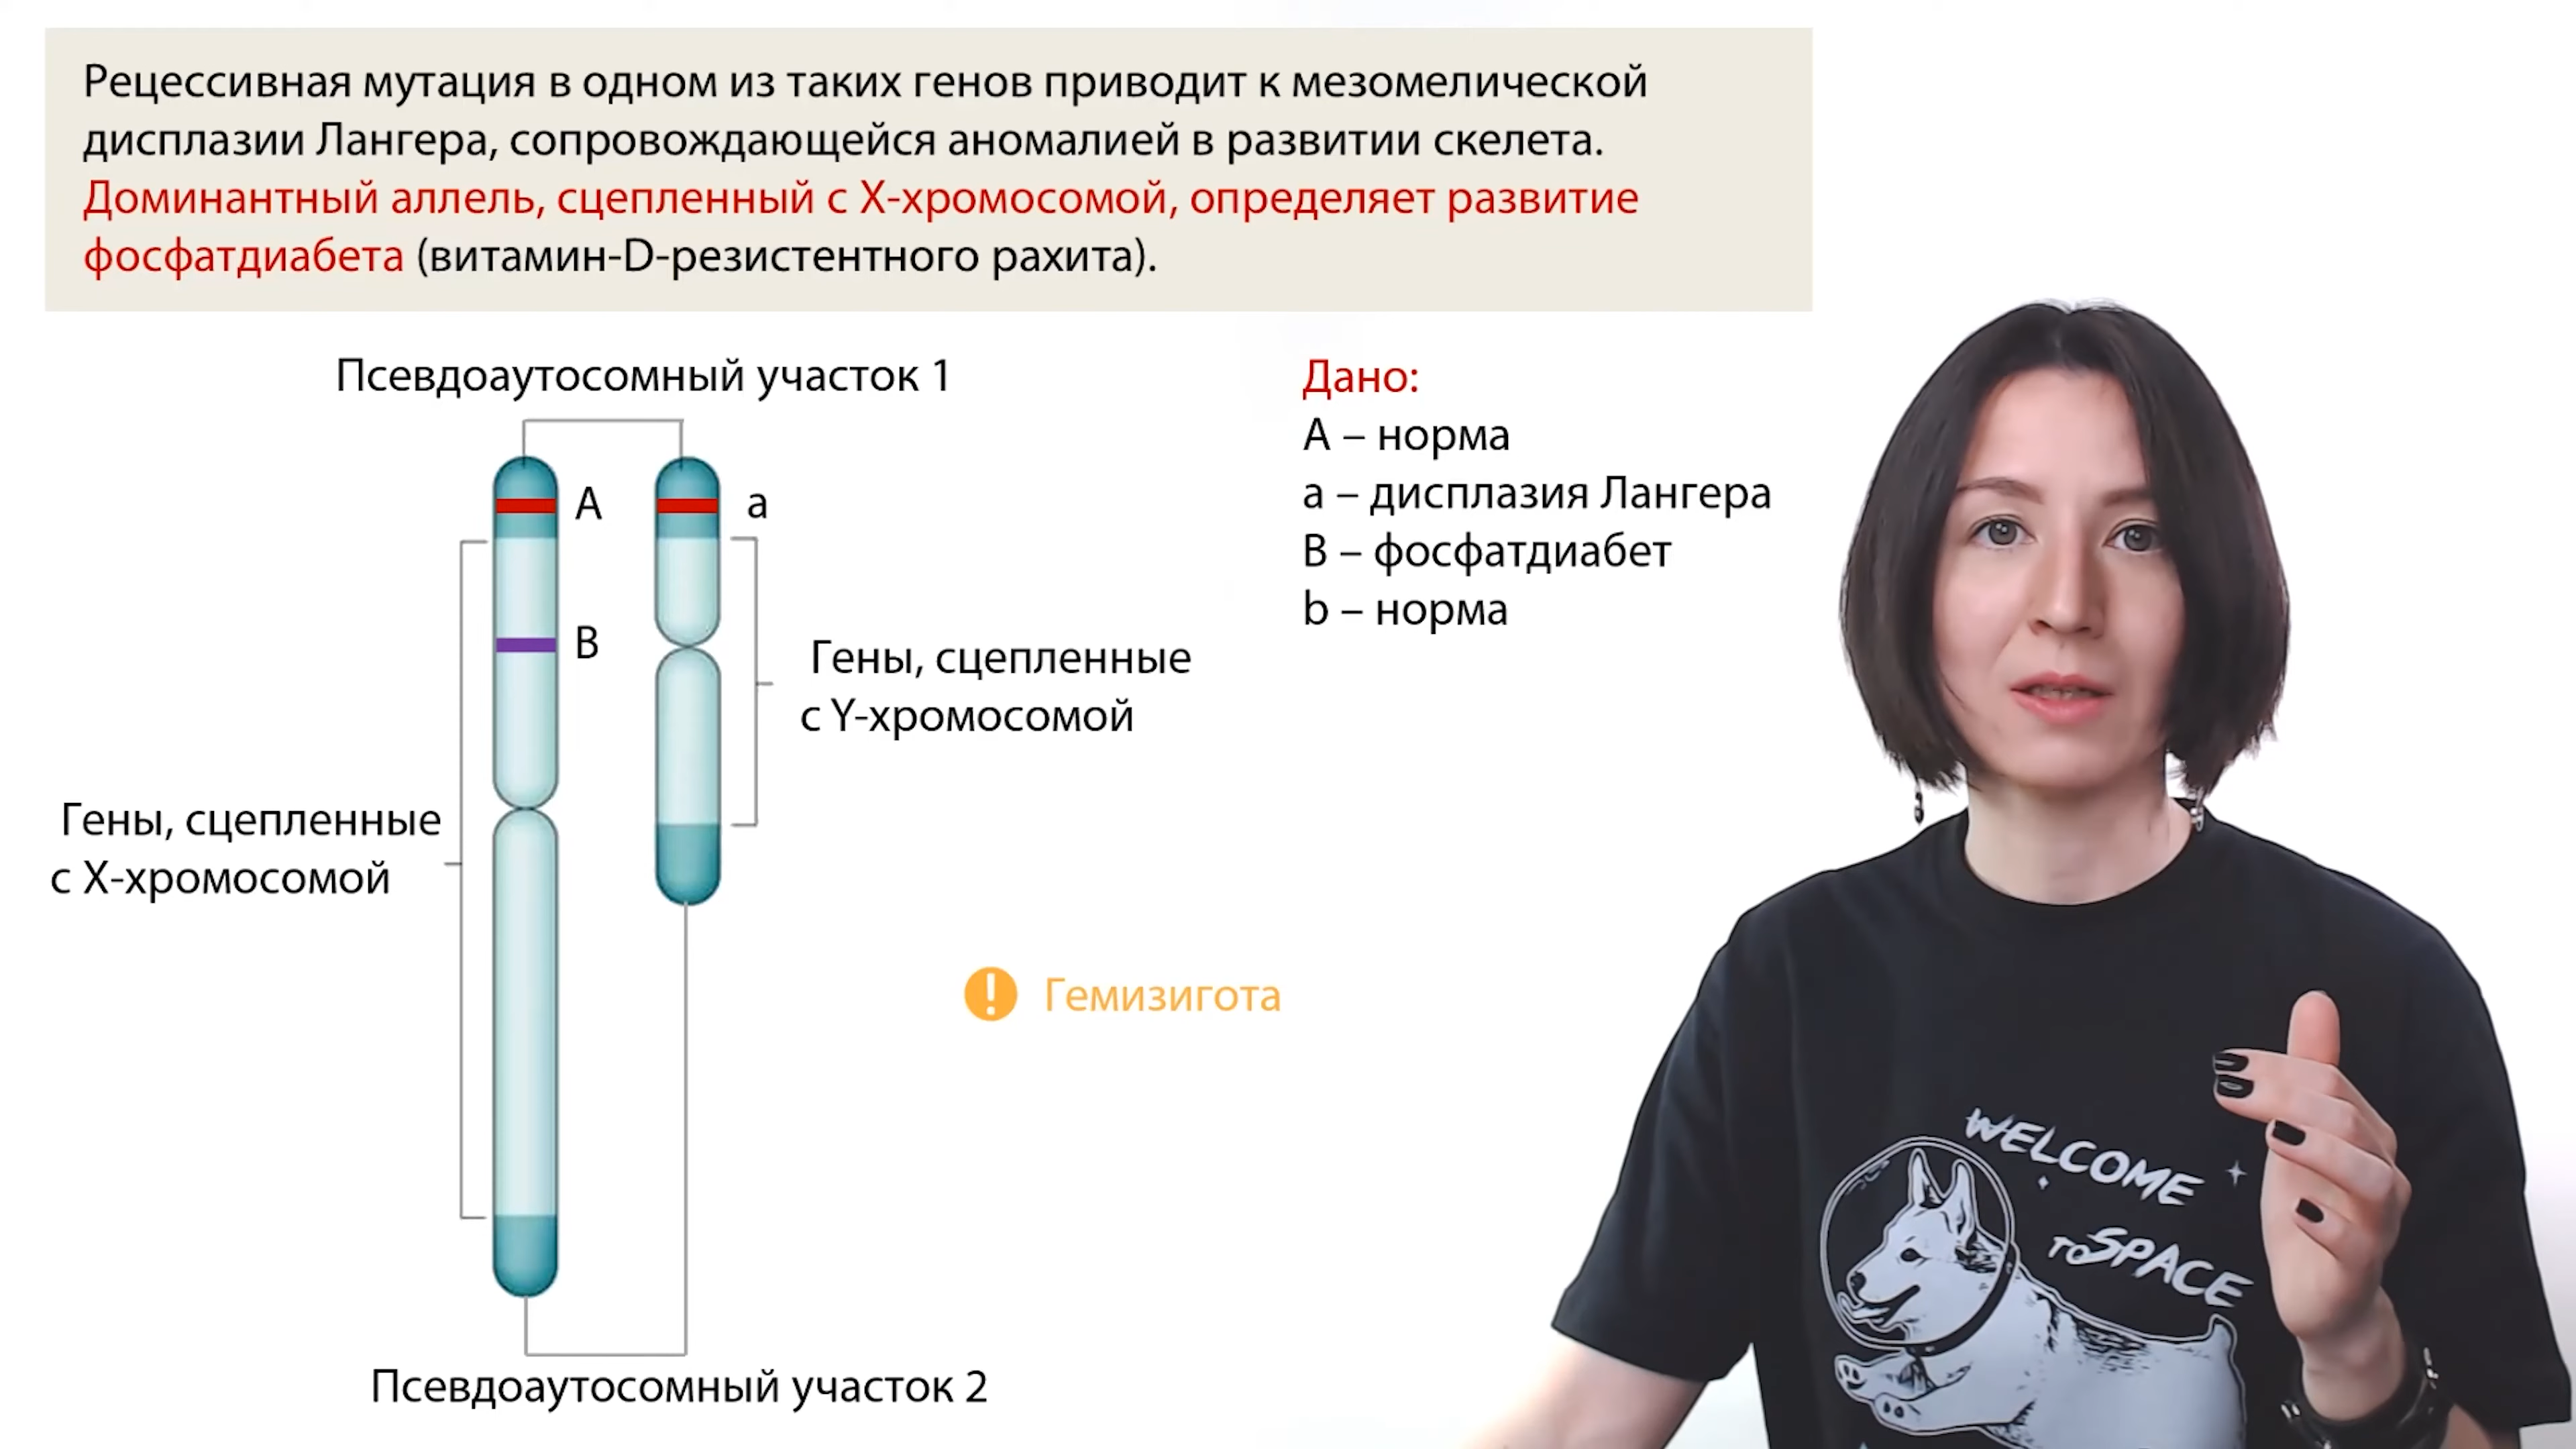 Рецессивная мутация в одном из таких генов приводит к мезомелической
дисплазии Лангера, сопровождающейся аномалией в развитии скелета.
Доминантный аллель, сцепленный с Х-хромосомой, определяет развитие
фосфатдиабета (витамин-D-резистентного рахита).
Псевдоаутосомный участок 1
А
а
В
Гены, сцепленные
с Y-хромосомой
Гены, сцепленные
с Х-хромосомой
Псевдоаутосомный участок 2
Дано:
А – норма
а – дисплазия Лангера
В – фосфатдиабет
b – норма
! Гемизигота
WELCOME
TO SPACE